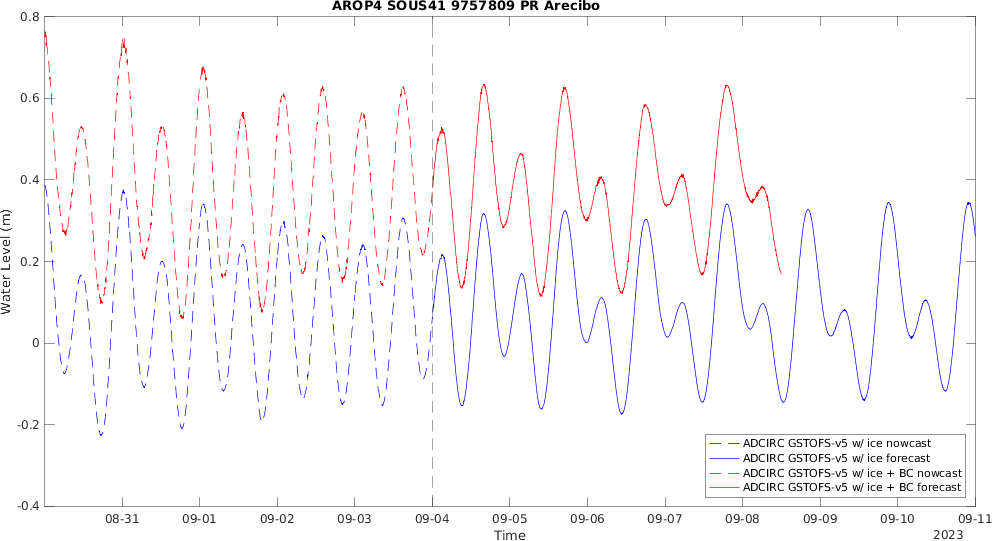 AROP4 SOUS41 9757809 PR Arecibo
0.8
0.6
0.4
0.2
0
-0.2
-0.4
Water Level (m)
08-31
09-01
09-02
09-03
09-04
09-05
09-06
09-07
09-08
09-09
09-10
09-11
Time
2023
ADCIRC GSTOFS-v5 w/ ice nowcast
ADCIRC GSTOFS-v5 w/ ice forecast
ADCIRC GSTOFS-v5 w/ ice + BC nowcast
ADCIRC GSTOFS-v5 w/ ice + BC forecast